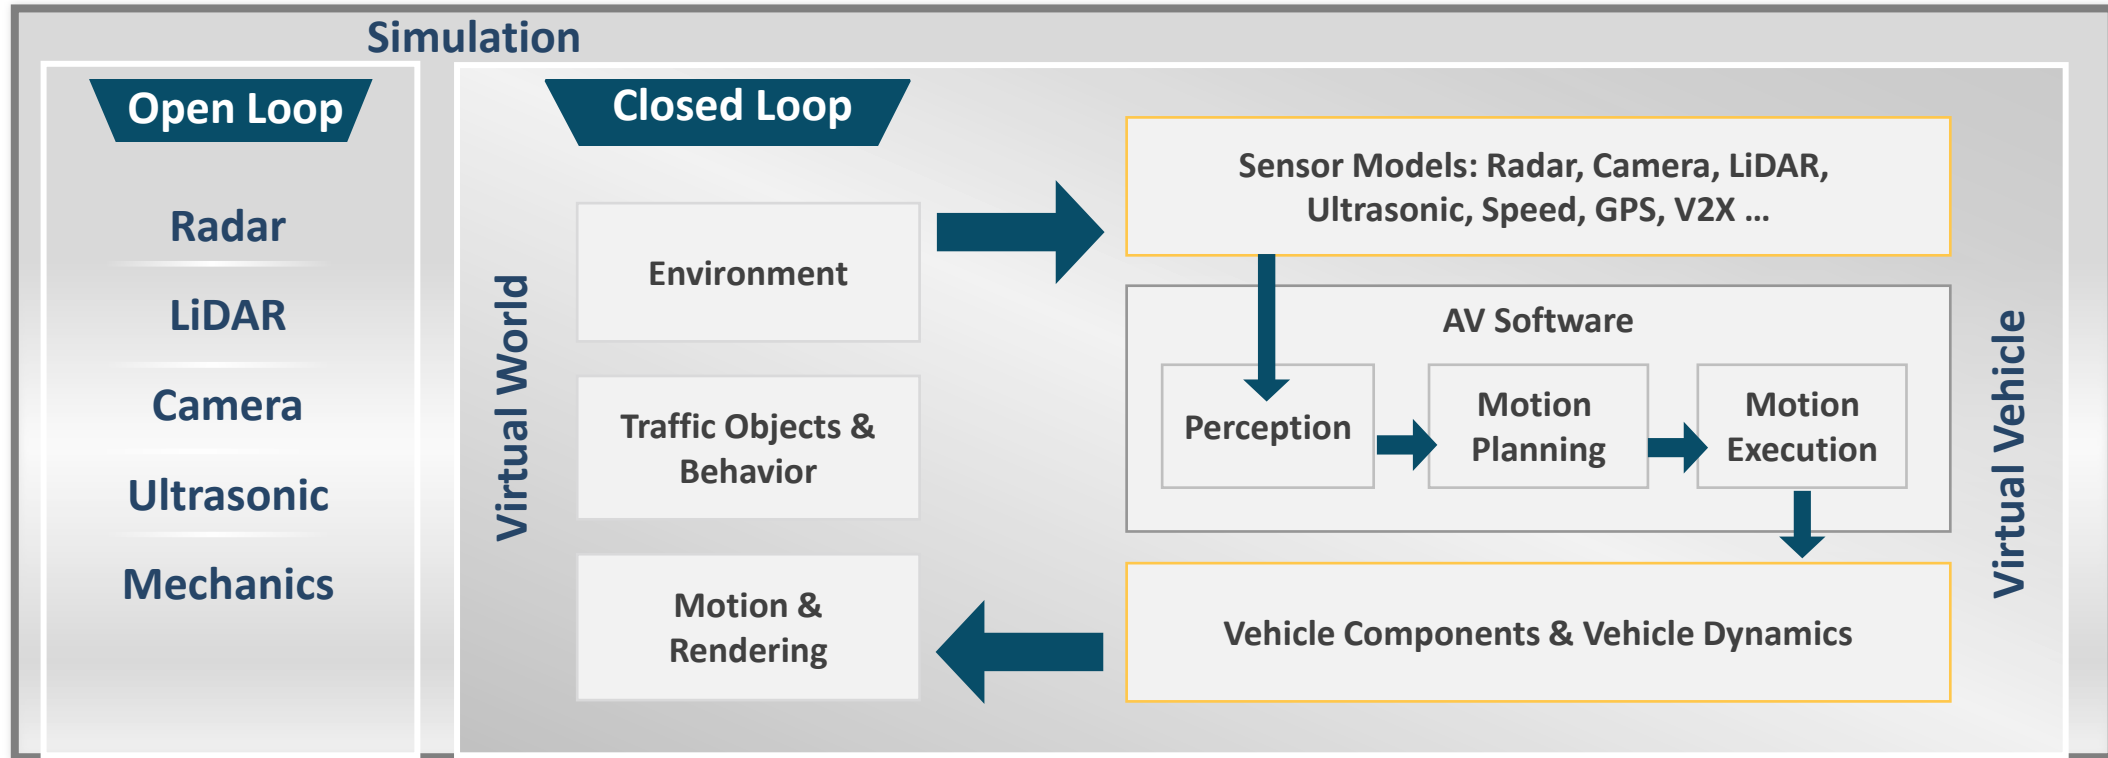 Simulation
Open Loop
Radar
LiDAR
Camera
Ultrasonic
Mechanics
Closed Loop
Virtual World
Environment
Traffic Objects &
Behavior
Motion &
Rendering
Sensor Models: Radar, Camera, LiDAR,
Ultrasonic, Speed, GPS, V2X ...
AV Software
Perception
Motion
Planning
Motion
Execution
Vehicle Components & Vehicle Dynamics
Virtual Vehicle